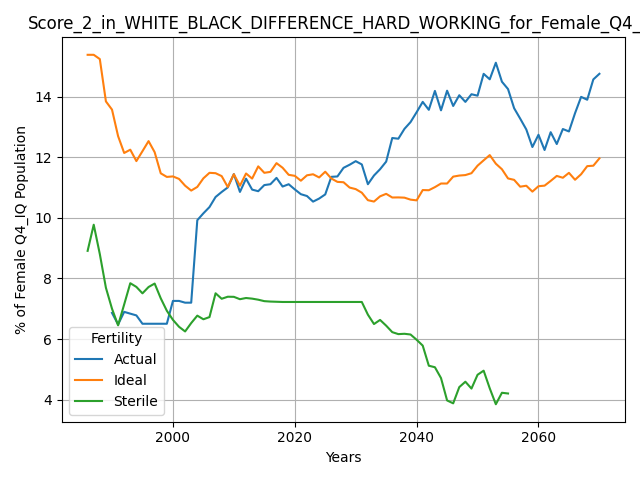 Score_2_in_WHITE_BLACK_DIFFERENCE_HARD_WORKING_for_Female_Q4_
% of Female Q4_IQ Population
14
12
10
8
6
4
Fertility
Actual
Ideal
Sterile
2000 2020 2040 2060
Years